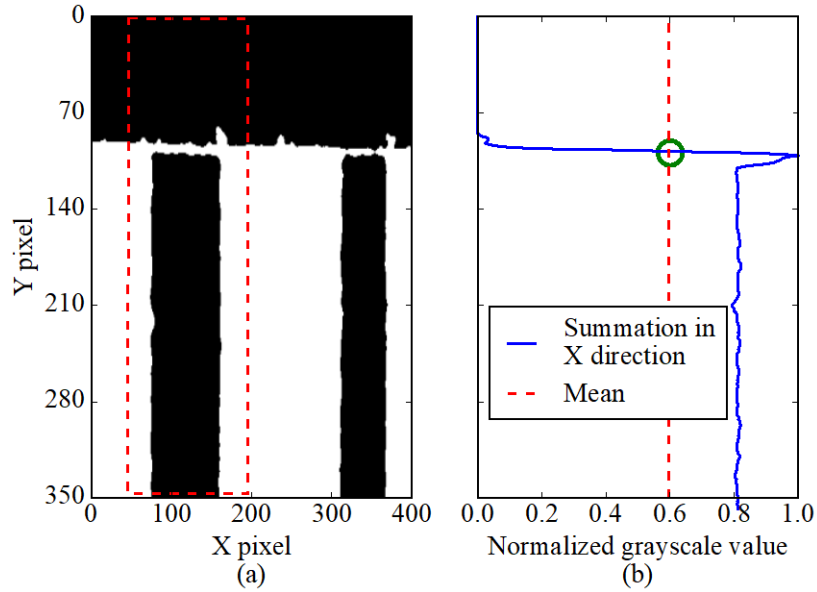 0
70
140
210
280
350
Y pixel
0
100
200
300
400
X pixel
(a)
Summation in
X direction
Mean
0.0
0.2
0.4
0.6
0.8
1.0
Normalized grayscale value
(b)